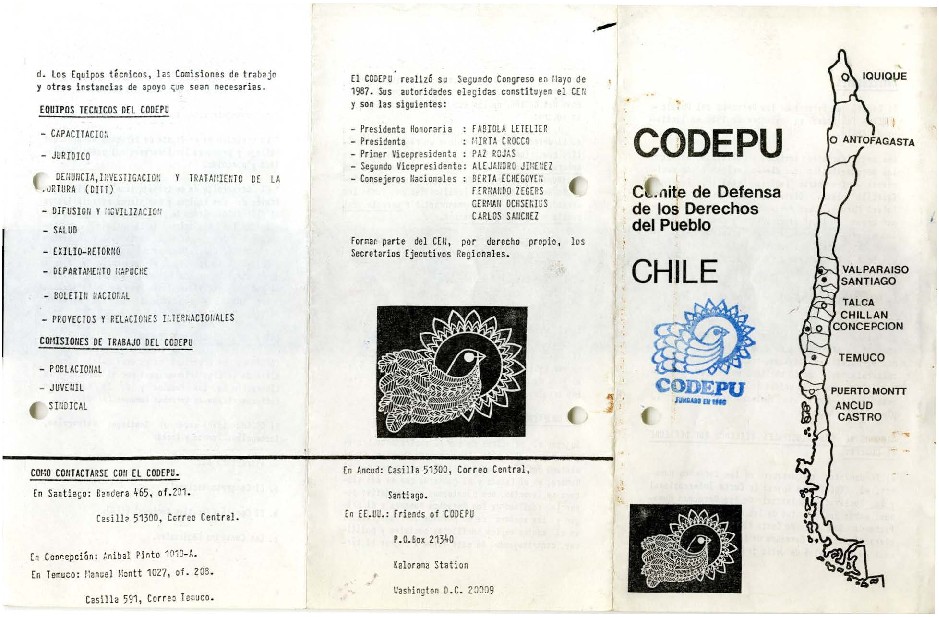 d. Los Equipos técnicos, las Comisiones de trabajo
y otras instancias de apoyo que sean necesarias.
EQUIPOS TECNICOS DEL CODEPU
- CAPACITACION
- JURIDICO
DENUNCIA,INVESTIGACION Y TRATAMIENTO DE LA
TORTURA (DITT)
- DIFUSION Y MOVILIZACION
- SALUD
- EXILIO-RETORNO
- DEPARTAMENTO MAPUCHE
- BOLETIN NACIONAL
- PROYECTOS Y RELACIONES INTERNACIONALES
COMISIONES DE TRABAJO DEL CODEPU
- POBLACIONAL
- JUVENIL
SINDICAL
COMO CONTACTARSE CON EL CODEPU.
En Santiago: Bandera 465, of.201.
Casilla 51300, Correo Central.
En Concepción: Anibal Pinto 1010-A.
En Temuco: Manuel Montt 1027, of. 208.
Casilla 591, Correo Temuco.
El CODEPU realizó su Segundo Congreso en Mayo de
1987. Sus autoridades elegidas constituyen el CEN
y son las siguientes:
- Presidenta Honoraria : FABIOLA LETELIER
- Presidenta : MIRTA CROCCO
- Primer Vicepresidenta : PAZ ROJAS
- Segundo Vicepresidente: ALEJANDRO JIMENEZ
- Consejeros Nacionales : BERTA ECHEGOYEN
FERNANDO ZEGERS
GERMAN OCHSENIUS
CARLOS SANCHEZ
Forman parte del CEN, por derecho propio, los
Secretarios Ejecutivos Regionales.
En Ancud: Casilla 51300, Correo Central,
Santiago.
En EE.UU.: Friends of CODEPU
P.O.Box 21340
Kalorama Station
Washington D.C. 20009
CODEPU
Comite de Defensa
de los Derechos
del Pueblo
CHILE
CODEPU
FUNDADO EN 1980
IQUIQUE
ANTOFAGASTA
VALPARAISO
SANTIAGO
TALCA
CHILLAN
CONCEPCION
TEMUCO
PUERTO MONTT
ANCUD
CASTRO